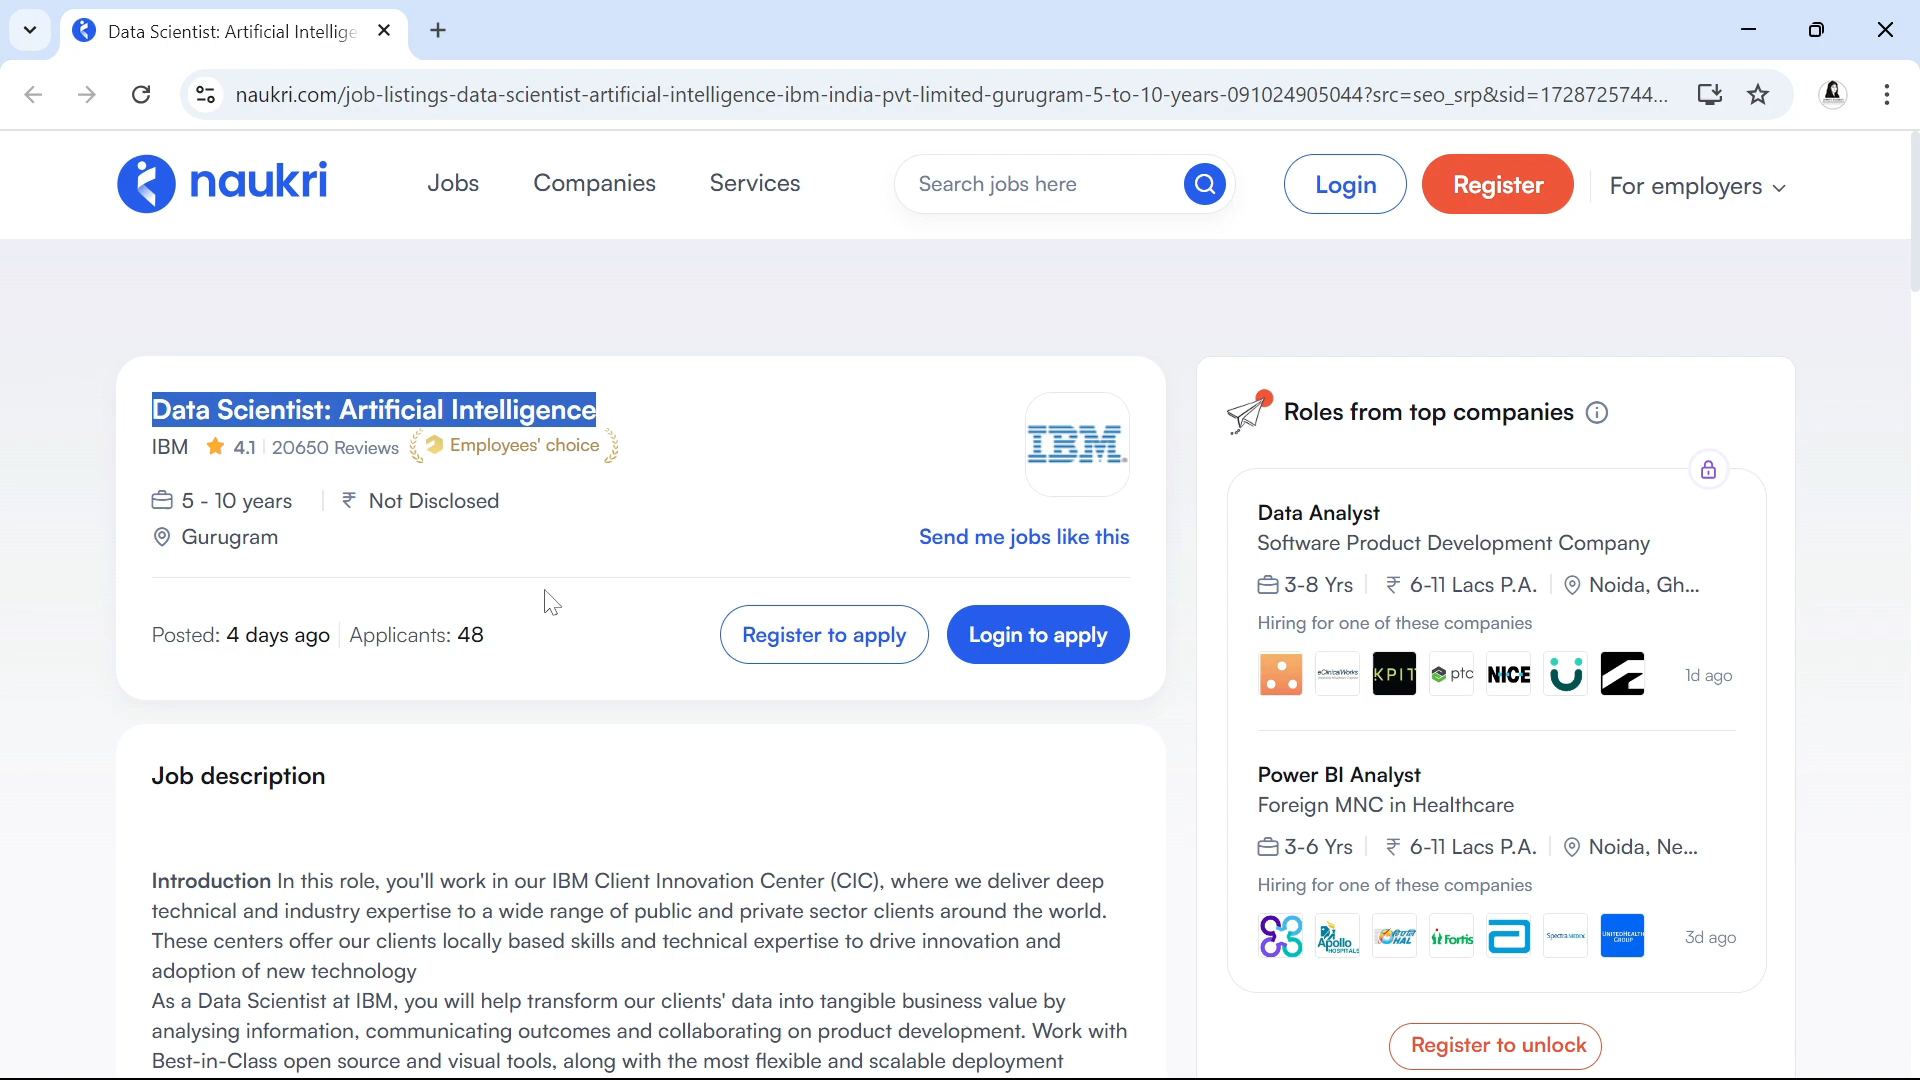 Data Scientist: Artificial Intellige
naukri.com/job-listings-data-scientist-artificial-intelligence-ibm-india-pvt-limited-gurugram-5-to-10-years-091024905044?src=seo_srp&sid=1728725744...
naukri
Jobs
Companies
Services
Search jobs here
Login
Register
For employers
Data Scientist: Artificial Intelligence
IBM 4.1 20650 Reviews Employees' choice
IBM
5 - 10 years ₹ Not Disclosed
Gurugram
Send me jobs like this
Posted: 4 days ago Applicants: 48
Register to apply
Login to apply
Job description
Introduction In this role, you'll work in our IBM Client Innovation Center (CIC), where we deliver deep
technical and industry expertise to a wide range of public and private sector clients around the world.
These centers offer our clients locally based skills and technical expertise to drive innovation and
adoption of new technology
As a Data Scientist at IBM, you will help transform our clients' data into tangible business value by
analysing information, communicating outcomes and collaborating on product development. Work with
Best-in-Class open source and visual tools, along with the most flexible and scalable deployment
Roles from top companies
Data Analyst
Software Product Development Company
3-8 Yrs ₹ 6-11 Lacs P.A. Noida, Gh...
Hiring for one of these companies
eClinicalWorks KPIT ptc NICE
1d ago
Power BI Analyst
Foreign MNC in Healthcare
3-6 Yrs ₹ 6-11 Lacs P.A. Noida, Ne...
Hiring for one of these companies
Apollo HOSPITALS HAL Fortis UNITEDHEALTH GROUP
3d ago
Register to unlock